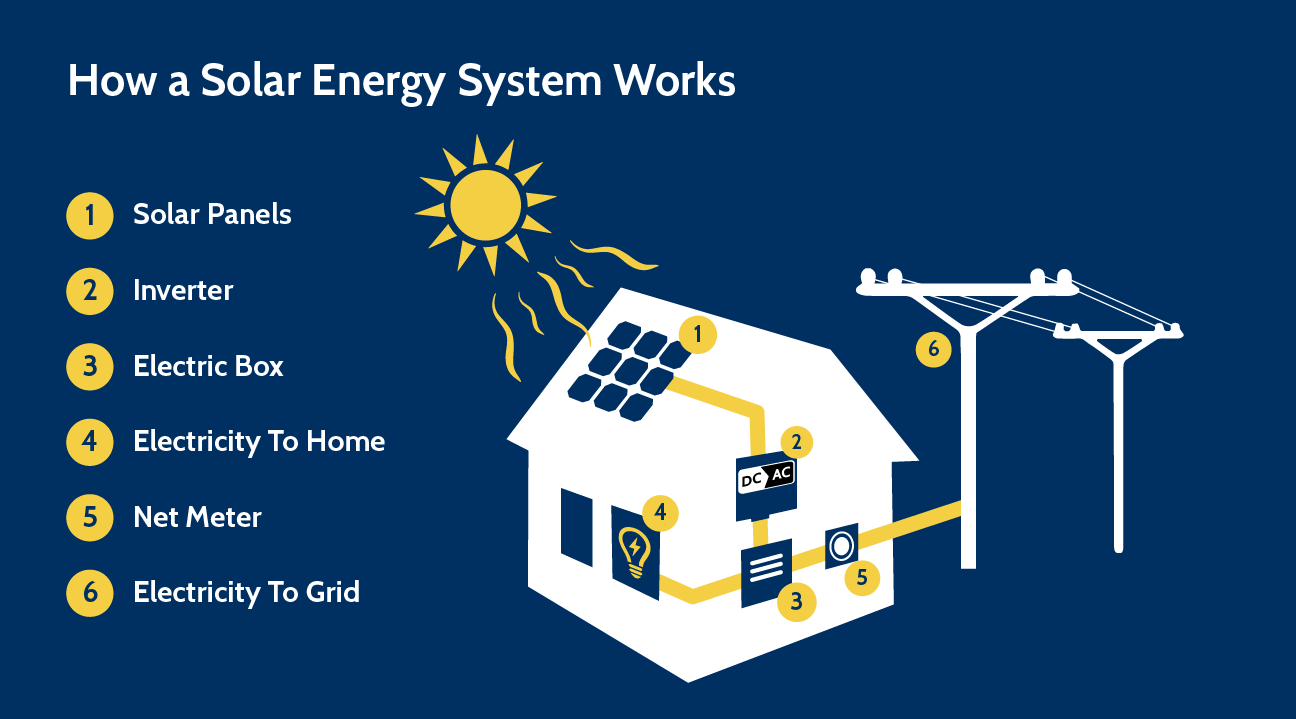 How a Solar Energy System Works
1 Solar Panels
2 Inverter
3 Electric Box
4 Electricity To Home
5 Net Meter
6 Electricity To Grid
1
6
2
DC AC
4
5
3